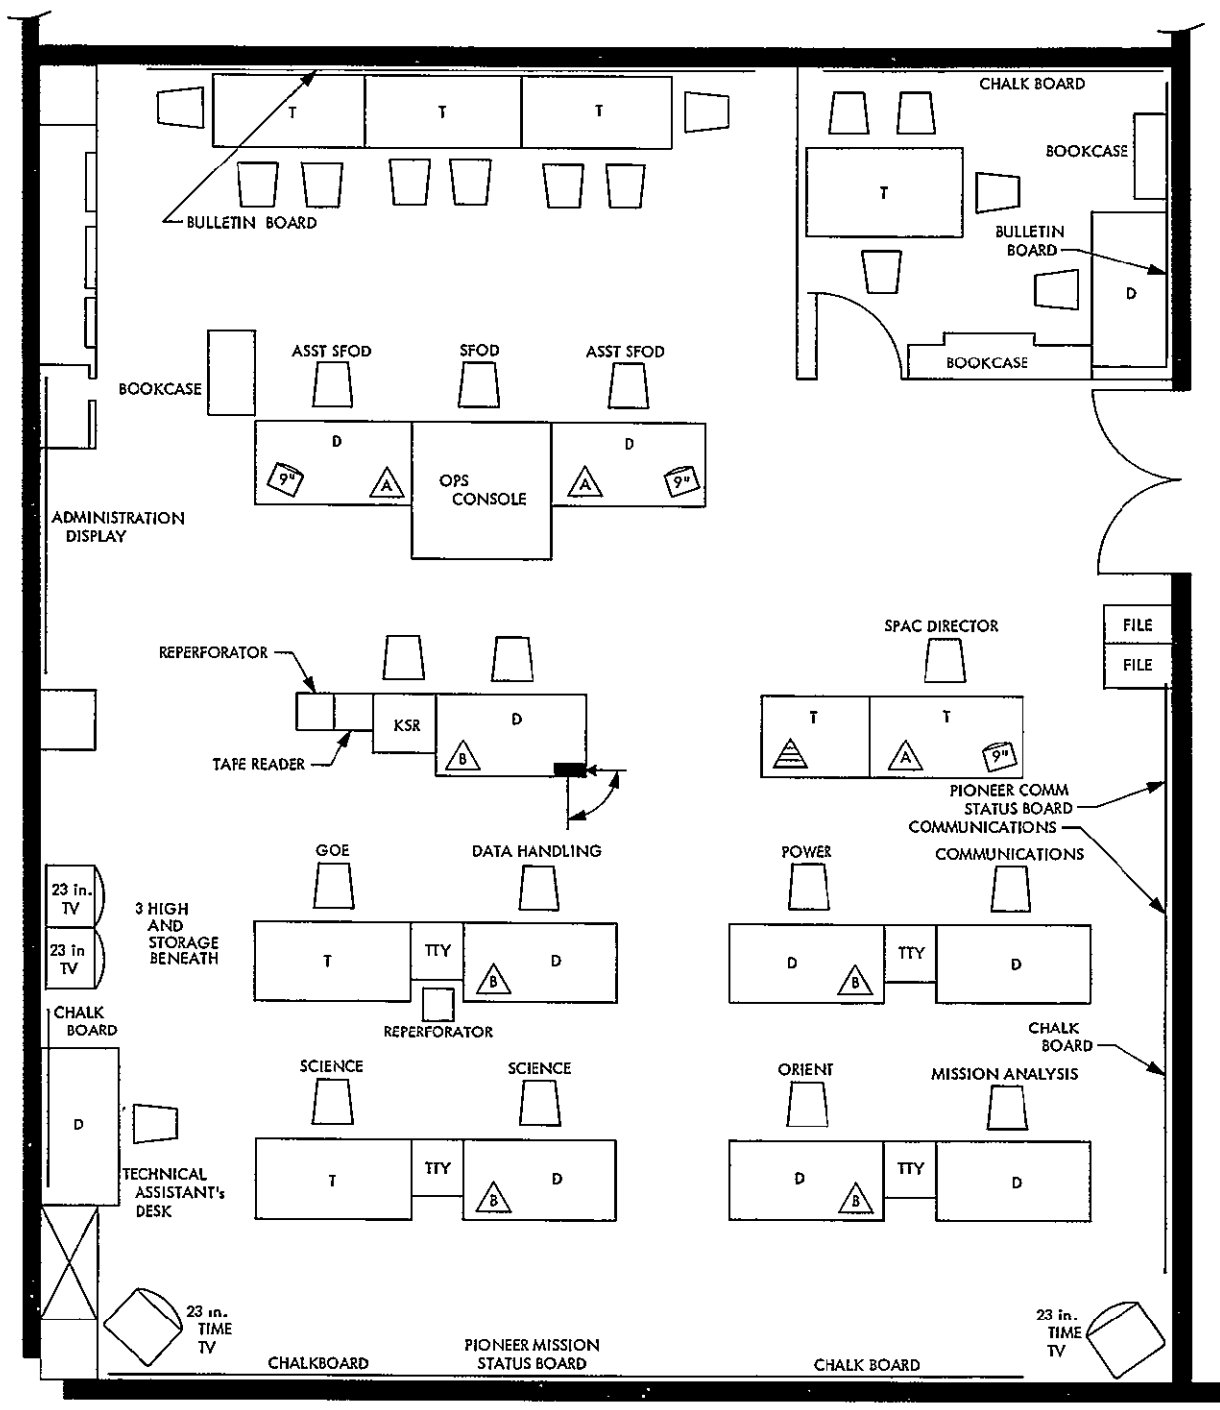 CHALK BOARD
T
T
T
BOOKCASE
T
BULLETIN BOARD
BULLETIN
BOARD
D
ASST SFOD
SFOD
ASST SFOD
BOOKCASE
BOOKCASE
D
D
9"
A
OPS
CONSOLE
A
9"
ADMINISTRATION
DISPLAY
SPAC DIRECTOR
FILE
REPERFORATOR
FILE
KSR
D
T
T
TAPE READER
B
A
9"
PIONEER COMM
STATUS BOARD
COMMUNICATIONS
GOE
DATA HANDLING
POWER
COMMUNICATIONS
23 in.
TV
3 HIGH
AND
STORAGE
BENEATH
23 in
TV
T
TTY
B
D
D
B
TTY
D
REPERFORATOR
CHALK
BOARD
CHALK
BOARD
SCIENCE
SCIENCE
ORIENT
MISSION ANALYSIS
D
TECHNICAL
ASSISTANT's
DESK
T
TTY
B
D
D
B
TTY
D
23 in.
TIME
TV
23 in.
TIME
TV
CHALKBOARD
PIONEER MISSION
STATUS BOARD
CHALK BOARD